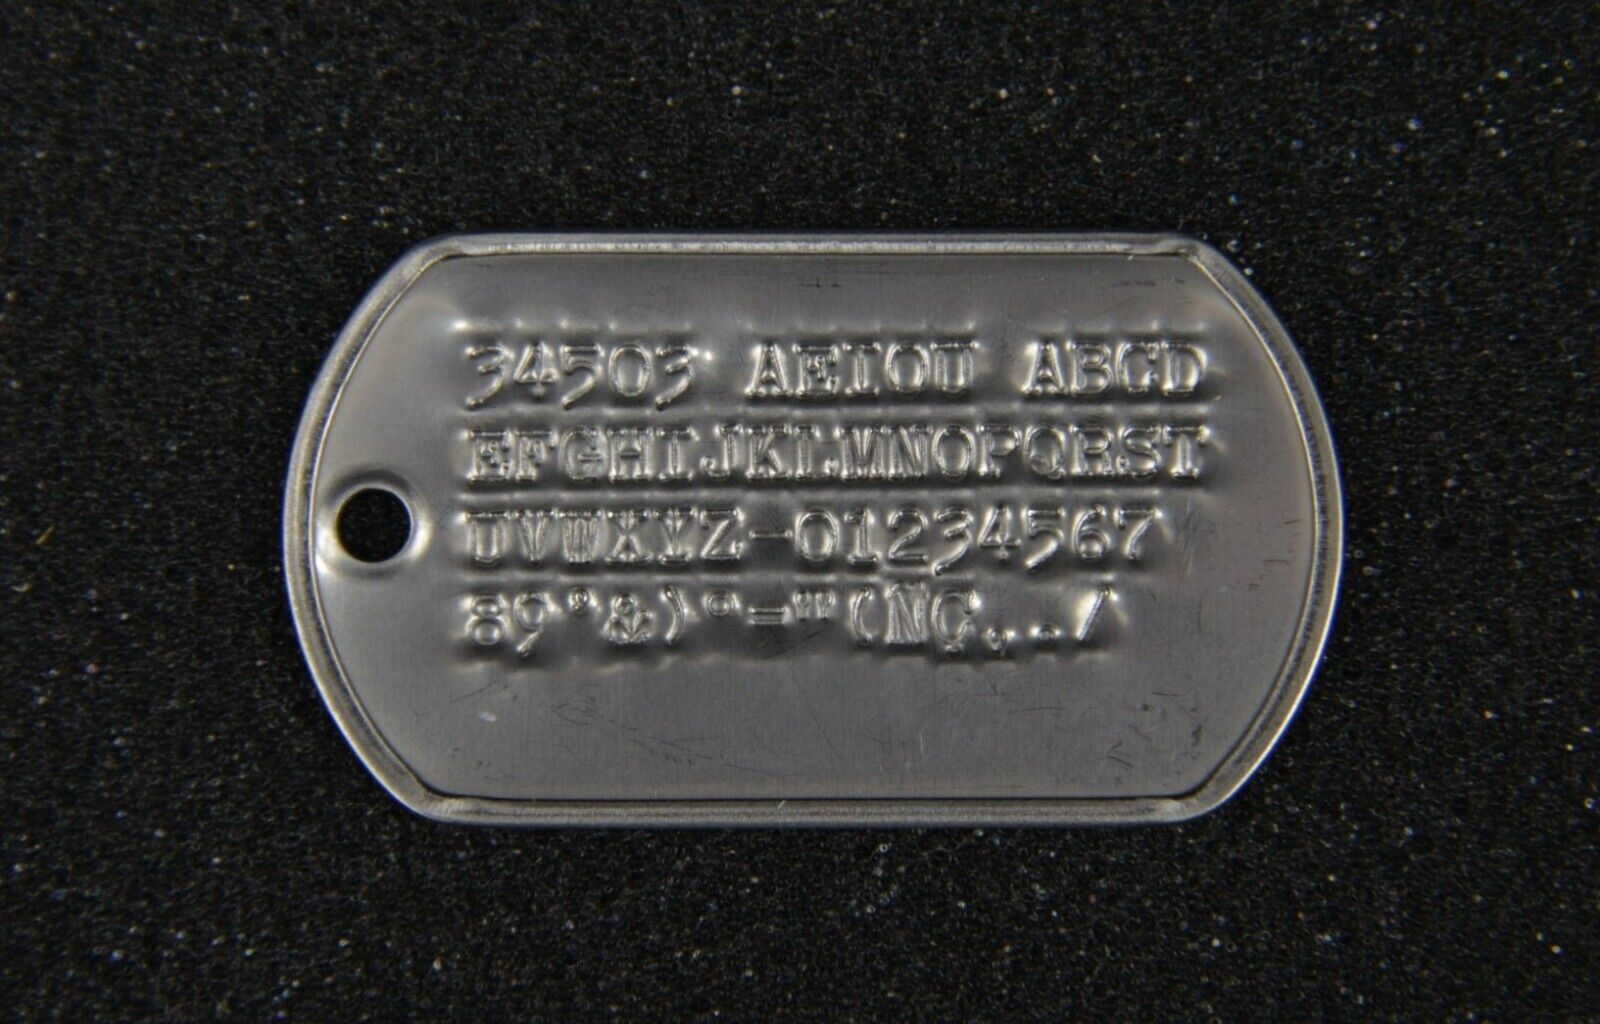 34503 AEIOU ABCD
EFGHIJKLMNOPQRST
UVWXYZ-01234567
89'&)°="(NÇ,./